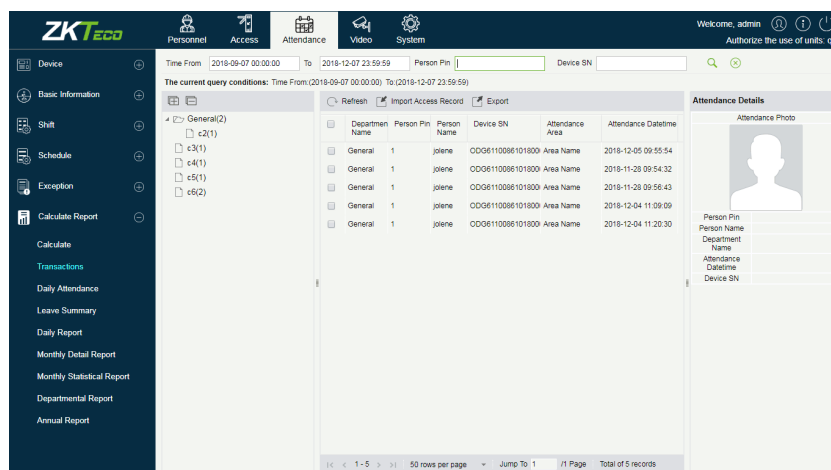 ZKTeco
Personnel
Access
Attendance
Video
System
Welcome, admin
Authorize the use of units:
Device
Basic Information
Shift
Schedule
Exception
Calculate Report
Calculate
Transactions
Daily Attendance
Leave Summary
Daily Report
Monthly Detail Report
Monthly Statistical Report
Departmental Report
Annual Report
Time From 2018-09-07 00:00:00 To 2018-12-07 23:59:59 Person Pin Device SN
The current query conditions: Time From:(2018-09-07 00:00:00) To:(2018-12-07 23:59:59)
General(2)
c2(1)
c3(1)
c4(1)
c5(1)
c6(2)
Refresh Import Access Record Export
Departmen Name Person Pin Person Name Device SN Attendance Area Attendance Datetime
General 1 jolene ODG6110086101800 Area Name 2018-12-05 09:55:54
General 1 jolene ODG6110086101800 Area Name 2018-11-28 09:54:32
General 1 jolene ODG6110086101800 Area Name 2018-11-28 09:56:43
General 1 jolene ODG6110086101800 Area Name 2018-12-04 11:09:09
General 1 jolene ODG6110086101800 Area Name 2018-12-04 11:20:30
1 - 5 50 rows per page Jump To 1 /1 Page Total of 5 records
Attendance Details
Attendance Photo
Person Pin
Person Name
Department
Name
Attendance
Datetime
Device SN